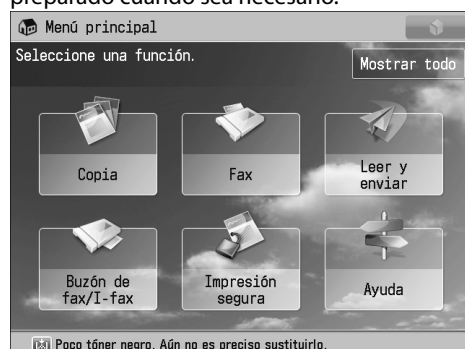 preparado cuando sea necesario.
Menú principal
Seleccione una función.
Mostrar todo
Copia
Fax
Leer y
enviar
Buzón de
fax/I-fax
Impresión
segura
Ayuda
Poco tóner negro. Aún no es preciso sustituirlo.